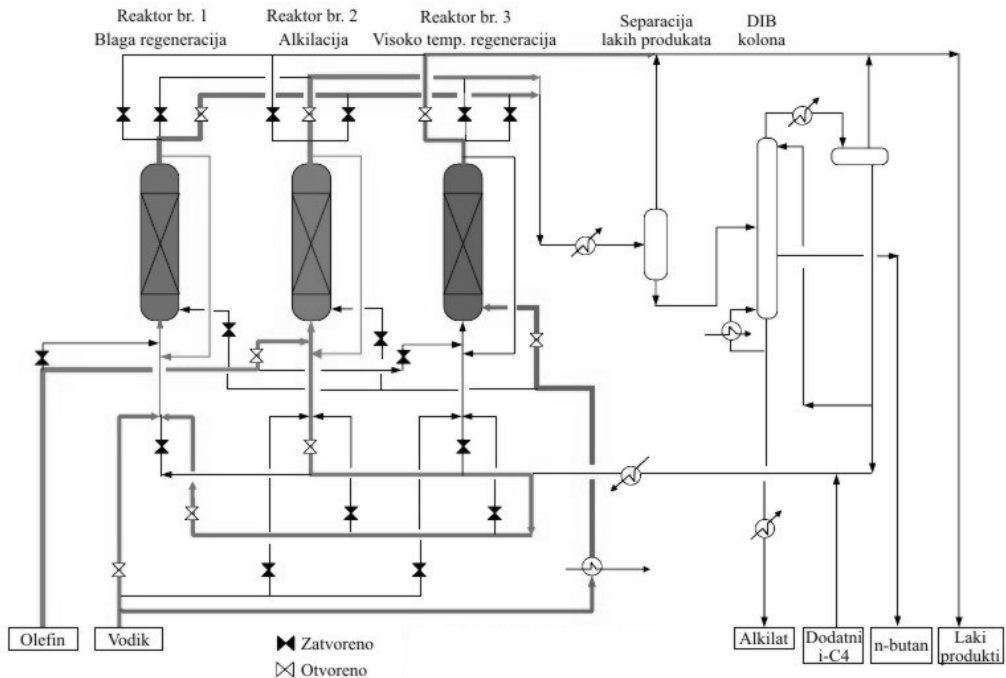 Reaktor br. 1
Blaga regeneracija
Reaktor br. 2
Alkilacija
Reaktor br. 3
Visoko temp. regeneracija
Separacija
lakih produkata
DIB
kolona
Olefin
Vodik
Alkilat
Dodatni
i-C4
n-butan
Laki
produkti
Zatvoreno
Otvoreno